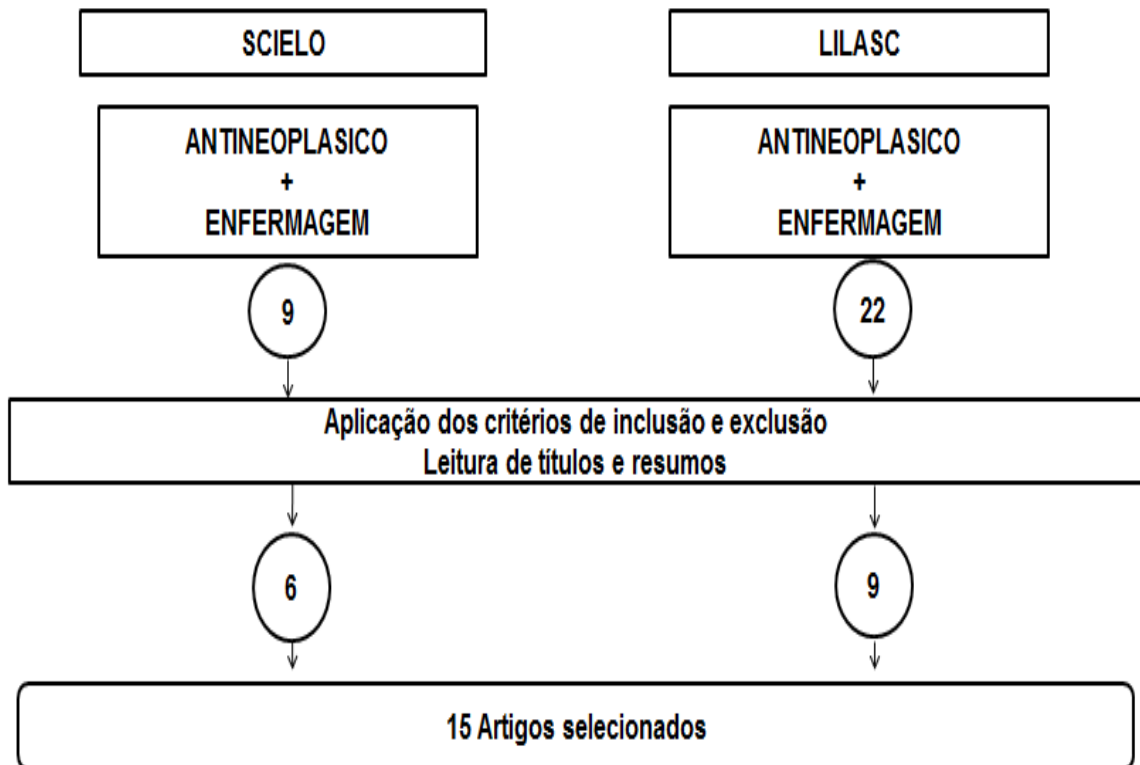 SCIELO
LILASC
ANTINEOPLASICO
+
ENFERMAGEM
ANTINEOPLASICO
+
ENFERMAGEM
9
22
Aplicação dos critérios de inclusão e exclusão
Leitura de títulos e resumos
6
9
15 Artigos selecionados